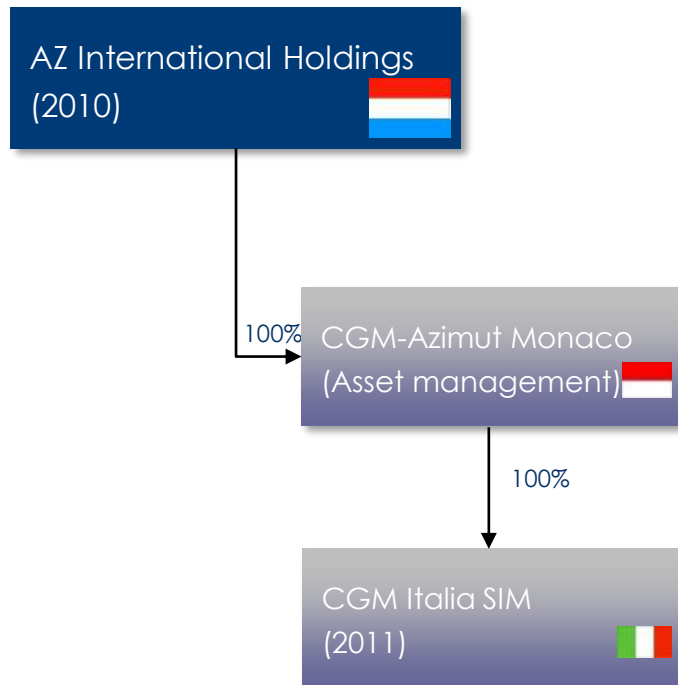 AZ International Holdings
(2010)
100%
CGM-Azimut Monaco
(Asset management)
100%
CGM Italia SIM
(2011)